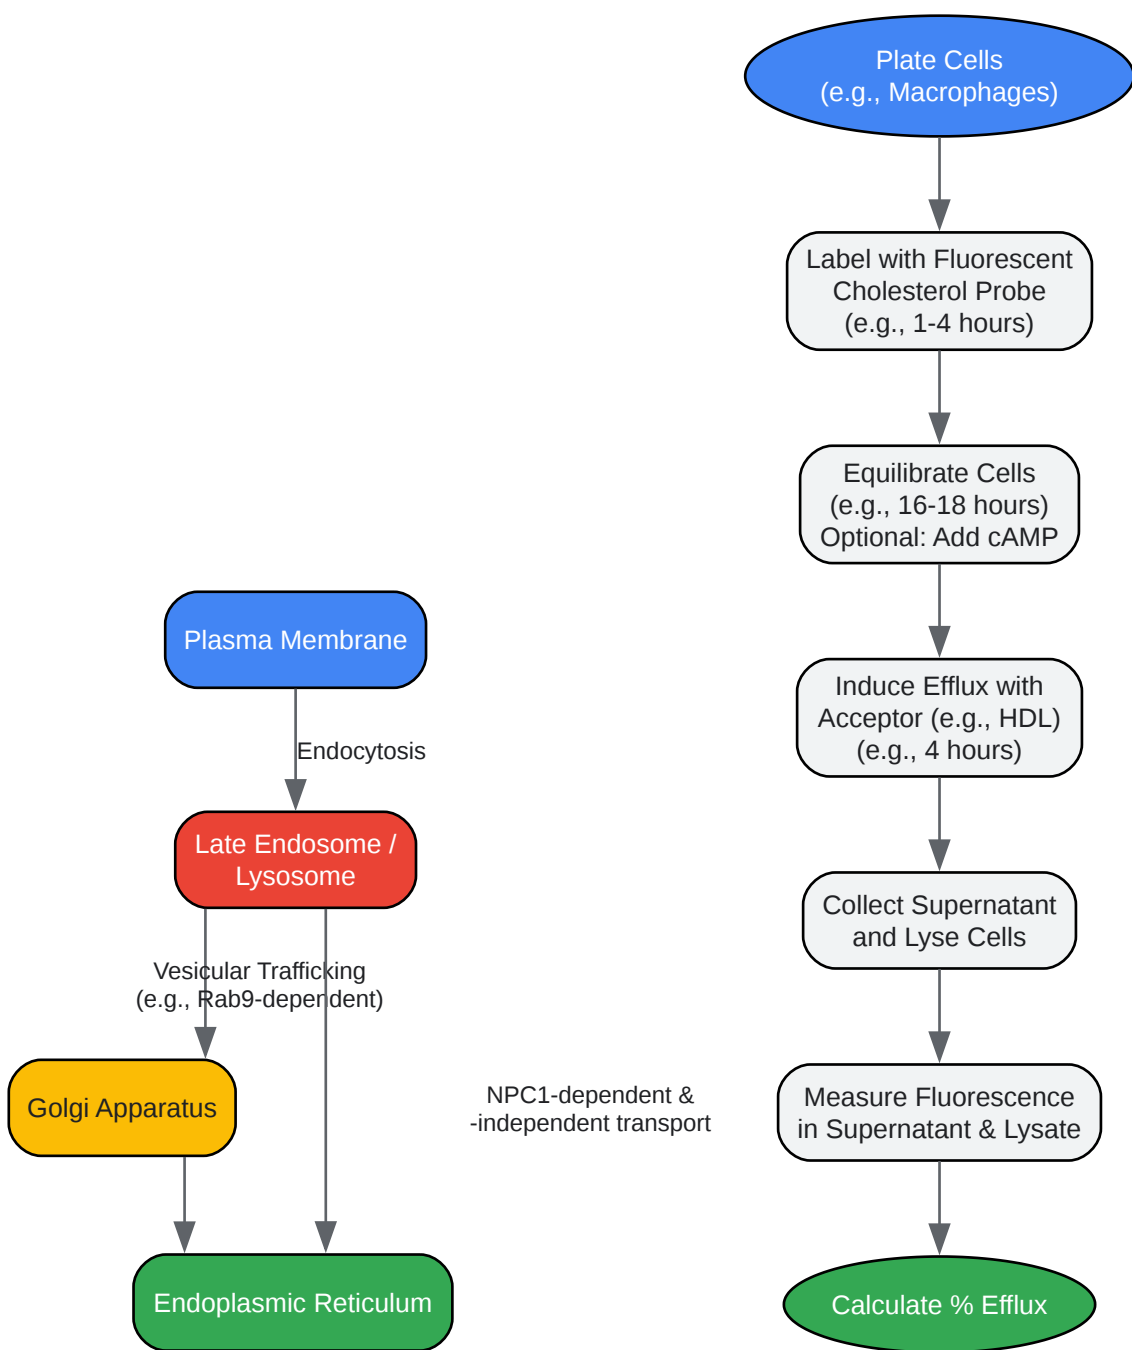 Plasma Membrane
Endocytosis
Late Endosome /
Lysosome
Vesicular Trafficking
(e.g., Rab9-dependent)
Golgi Apparatus
NPC1-dependent &
-independent transport
Endoplasmic Reticulum
Plate Cells
(e.g., Macrophages)
Label with Fluorescent
Cholesterol Probe
(e.g., 1-4 hours)
Equilibrate Cells
(e.g., 16-18 hours)
Optional: Add cAMP
Induce Efflux with
Acceptor (e.g., HDL)
(e.g., 4 hours)
Collect Supernatant
and Lyse Cells
Measure Fluorescence
in Supernatant & Lysate
Calculate % Efflux